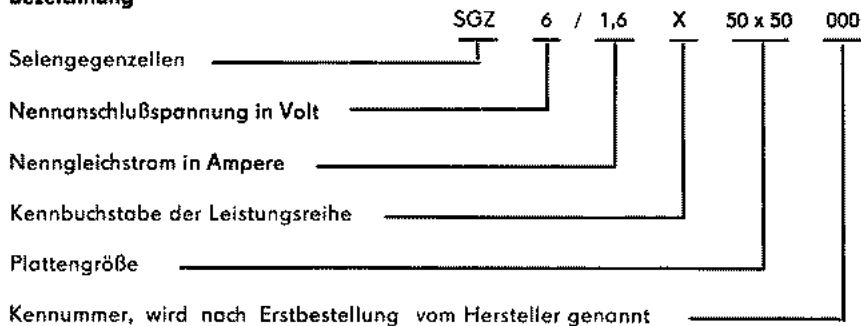 Bezeichnung
SGZ 6 / 1,6 X 50 x 50 000
Selengegenzellen
Nennanschlußspannung in Volt
Nenngleichstrom in Ampere
Kennbuchstabe der Leistungsreihe
Plattengröße
Kennummer, wird nach Erstbestellung vom Hersteller genannt